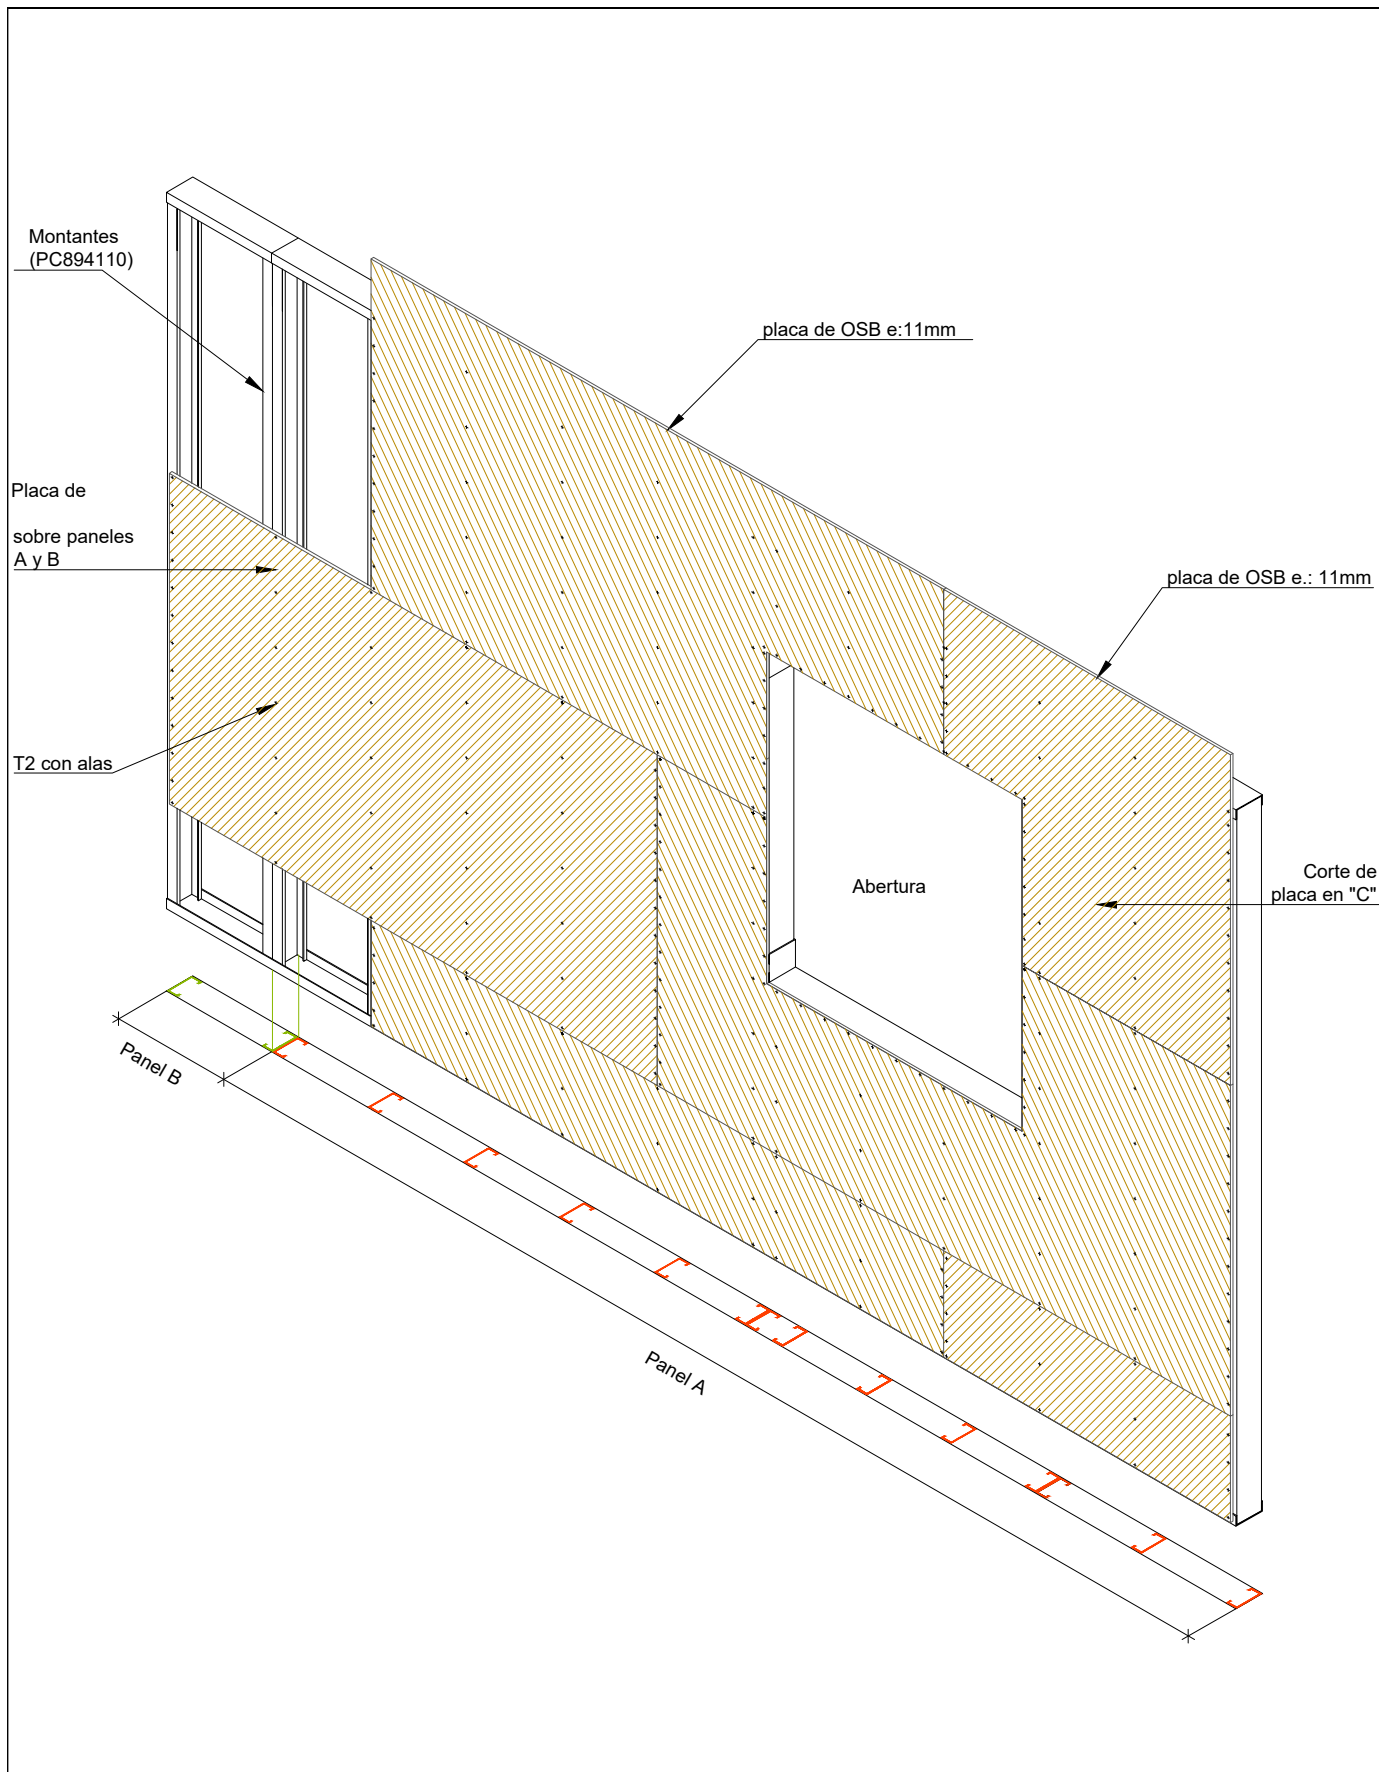 Montantes
(PC894110)
placa de OSB e:11mm
Placa de
sobre paneles
A y B
placa de OSB e.: 11mm
T2 con alas
Abertura
Corte de
placa en "C"
Panel B
Panel A